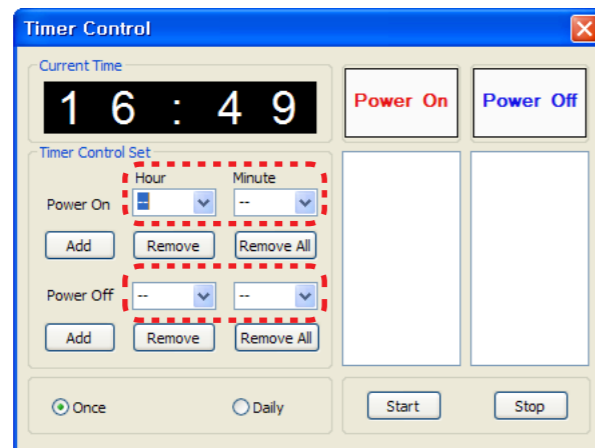 Timer Control
Current Time
16:49
Power On Power Off
Timer Control Set
Hour Minute
Power On -- --
Add Remove Remove All
Power Off -- --
Add Remove Remove All
Once Daily Start Stop